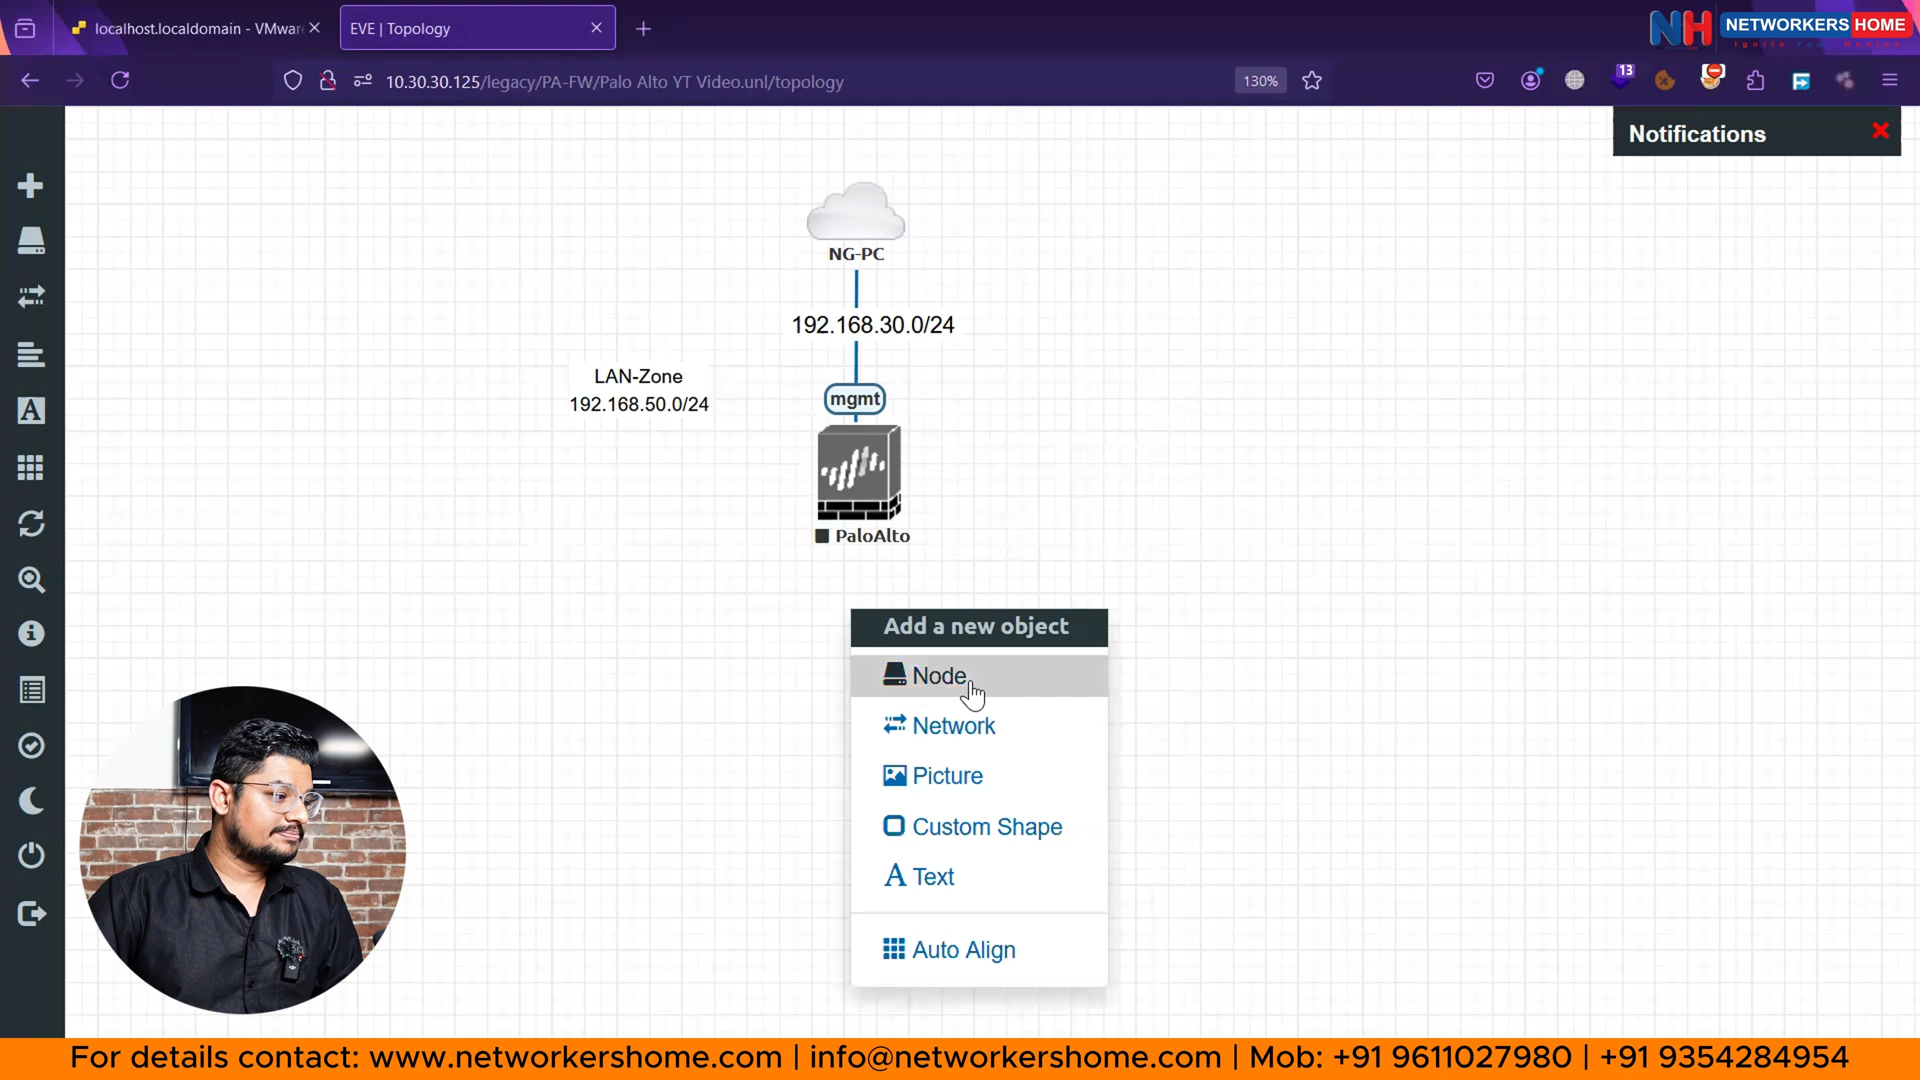 localhost.localdomain - VMwar
EVE | Topology
NH NETWORKERS HOME
10.30.30.125/legacy/PA-FW/Palo Alto YT Video.unl/topology
130%
13
Notifications
NG-PC
192.168.30.0/24
LAN-Zone
192.168.50.0/24
mgmt
PaloAlto
Add a new object
Node
Network
Picture
Custom Shape
Text
Auto Align
For details contact: www.networkershome.com | info@networkershome.com | Mob: +91 9611027980 | +91 9354284954